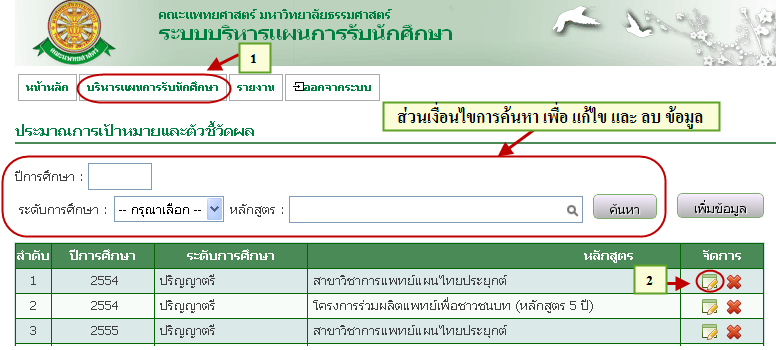 คณะแพทยศาสตร์ มหาวิทยาลัยธรรมศาสตร์
ระบบบริหารแผนการรับนักศึกษา
1
หน้าหลัก บริหารแผนการรับนักศึกษา รายงาน ออกจากระบบ
ส่วนเงื่อนไขการค้นหา เพื่อ แก้ไข และ ลบ ข้อมูล
ประมาณการเป้าหมายและตัวชี้วัดผล
ปีการศึกษา :
ระดับการศึกษา : -- กรุณาเลือก -- หลักสูตร : ค้นหา เพิ่มข้อมูล
ลำดับ ปีการศึกษา ระดับการศึกษา หลักสูตร จัดการ
1 2554 ปริญญาตรี สาขาวิชาการแพทย์แผนไทยประยุกต์ 2
2 2554 ปริญญาตรี โครงการร่วมผลิตแพทย์เพื่อชาวชนบท (หลักสูตร 5 ปี)
3 2555 ปริญญาตรี สาขาวิชาการแพทย์แผนไทยประยุกต์